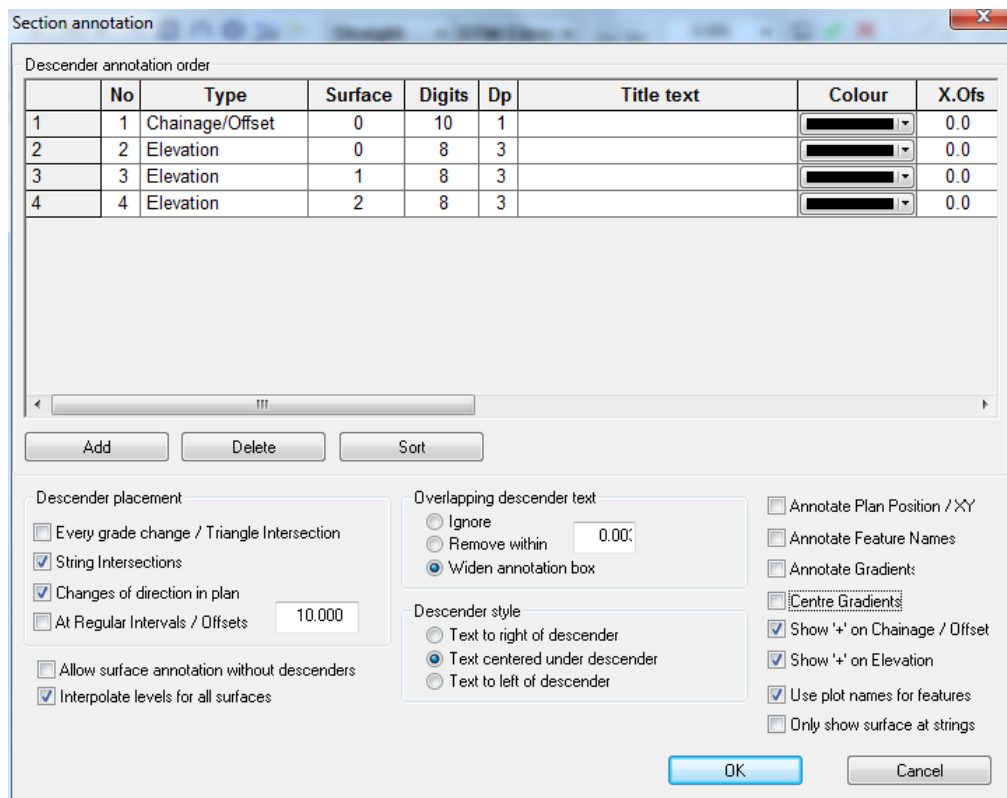 Section annotation
Descender annotation order
No Type Surface Digits Dp Title text Colour X.Ofs
1 1 Chainage/Offset 0 10 1 0.0
2 2 Elevation 0 8 3 0.0
3 3 Elevation 1 8 3 0.0
4 4 Elevation 2 8 3 0.0
Add Delete Sort
Descender placement
Every grade change / Triangle Intersection
String Intersections
Changes of direction in plan
At Regular Intervals / Offsets 10.000
Allow surface annotation without descenders
Interpolate levels for all surfaces
Overlapping descender text
Ignore
Remove within 0.00
Widen annotation box
Descender style
Text to right of descender
Text centered under descender
Text to left of descender
Annotate Plan Position / XY
Annotate Feature Names
Annotate Gradients
Centre Gradients
Show '+' on Chainage / Offset
Show '+' on Elevation
Use plot names for features
Only show surface at strings
OK Cancel